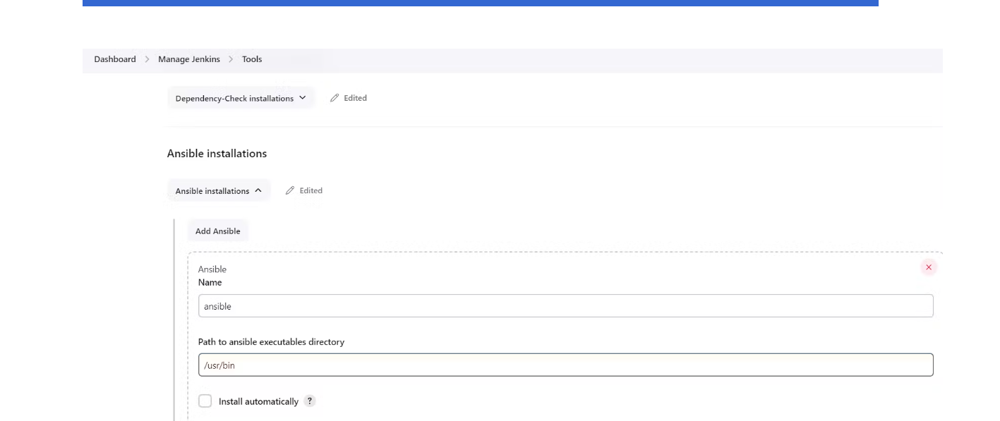 Dashboard > Manage Jenkins > Tools
Dependency-Check installations Edited
Ansible installations
Ansible installations Edited
Add Ansible
Ansible
Name
ansible
Path to ansible executables directory
/usr/bin
Install automatically ?